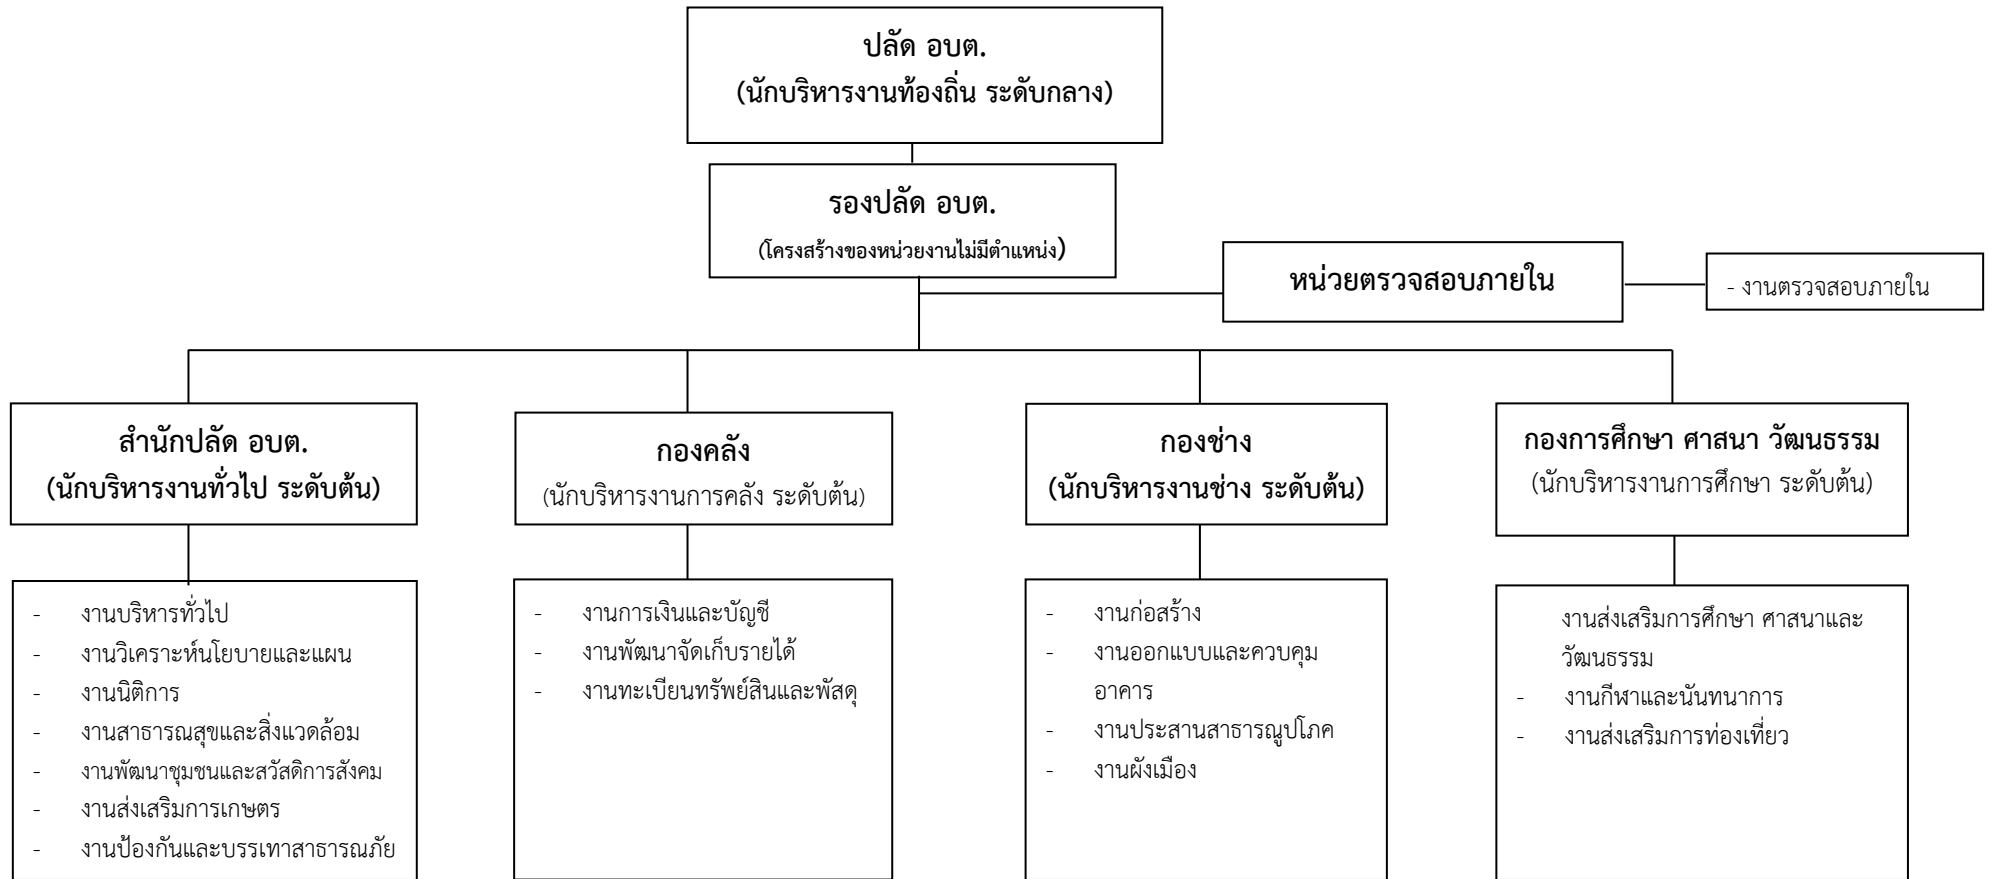 ปลัด อบต.
(นักบริหารงานท้องถิ่น ระดับกลาง)
รองปลัด อบต.
(โครงสร้างของหน่วยงานไม่มีตำแหน่ง)
หน่วยตรวจสอบภายใน
- งานตรวจสอบภายใน
สำนักปลัด อบต.
(นักบริหารงานทั่วไป ระดับต้น)
- งานบริหารทั่วไป
- งานวิเคราะห์นโยบายและแผน
- งานนิติการ
- งานสาธารณสุขและสิ่งแวดล้อม
- งานพัฒนาชุมชนและสวัสดิการสังคม
- งานส่งเสริมการเกษตร
- งานป้องกันและบรรเทาสาธารณภัย
กองคลัง
(นักบริหารงานการคลัง ระดับต้น)
- งานการเงินและบัญชี
- งานพัฒนาจัดเก็บรายได้
- งานทะเบียนทรัพย์สินและพัสดุ
กองช่าง
(นักบริหารงานช่าง ระดับต้น)
- งานก่อสร้าง
- งานออกแบบและควบคุม
อาคาร
- งานประสานสาธารณูปโภค
- งานผังเมือง
กองการศึกษา ศาสนา วัฒนธรรม
(นักบริหารงานการศึกษา ระดับต้น)
งานส่งเสริมการศึกษา ศาสนาและ
วัฒนธรรม
- งานกีฬาและนันทนาการ
- งานส่งเสริมการท่องเที่ยว